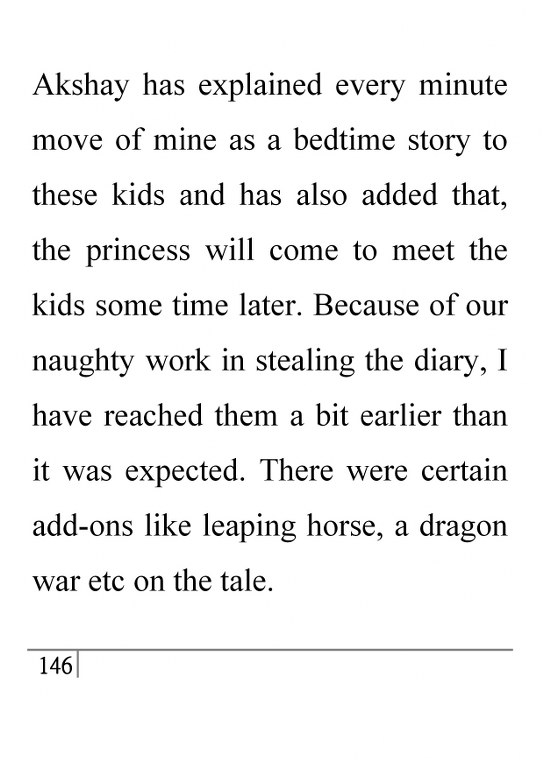 Akshay has explained every minute
move of mine as a bedtime story to
these kids and has also added that,
the princess will come to meet the
kids some time later. Because of our
naughty work in stealing the diary, I
have reached them a bit earlier than
it was expected. There were certain
add-ons like leaping horse, a dragon
war etc on the tale.
146